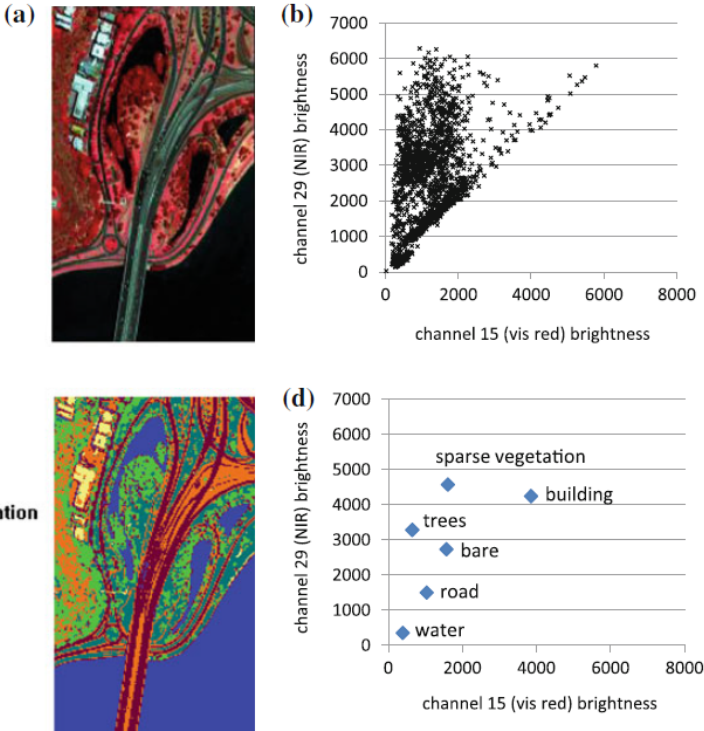 (a)
(b)
7000
6000
5000
4000
3000
2000
1000
0
channel 29 (NIR) brightness
0 2000 4000 6000 8000
channel 15 (vis red) brightness
(d)
7000
6000
5000
4000
3000
2000
1000
0
channel 29 (NIR) brightness
sparse vegetation
building
trees
bare
road
water
0 2000 4000 6000 8000
channel 15 (vis red) brightness